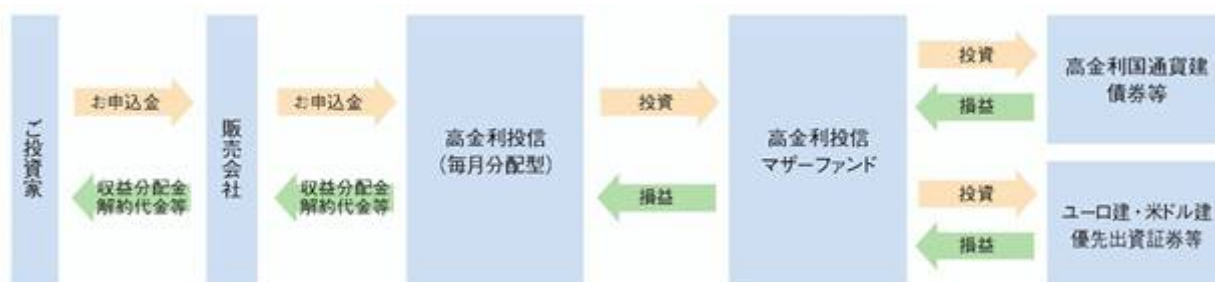 ご投資家
お申込金
収益分配金
解約代金等
販売会社
お申込金
収益分配金
解約代金等
高金利投信
(毎月分配型)
投資
損益
高金利投信
マザーファンド
投資
損益
高金利国通貨建
債券等
投資
損益
ユーロ建・米ドル建
優先出資証券等